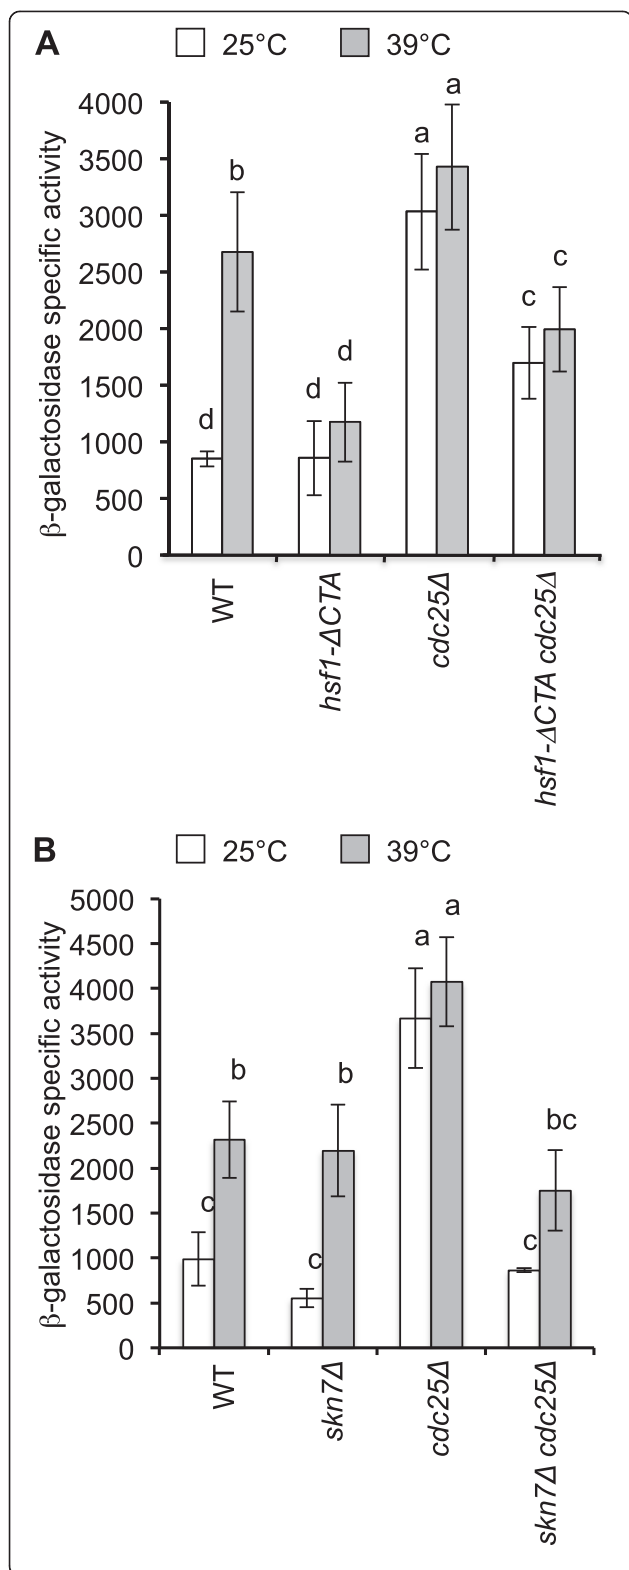 A
25°C 39°C
β-galactosidase specific activity
4000
3500
3000
2500
2000
1500
1000
500
0
d b
d d
a a
c c
WT
hsf1-ΔCTA
cdc25Δ
hsf1-ΔCTA cdc25Δ
B
25°C 39°C
β-galactosidase specific activity
5000
4500
4000
3500
3000
2500
2000
1500
1000
500
0
c b
c b
a a
c bc
WT
skn7Δ
cdc25Δ
skn7Δ cdc25Δ